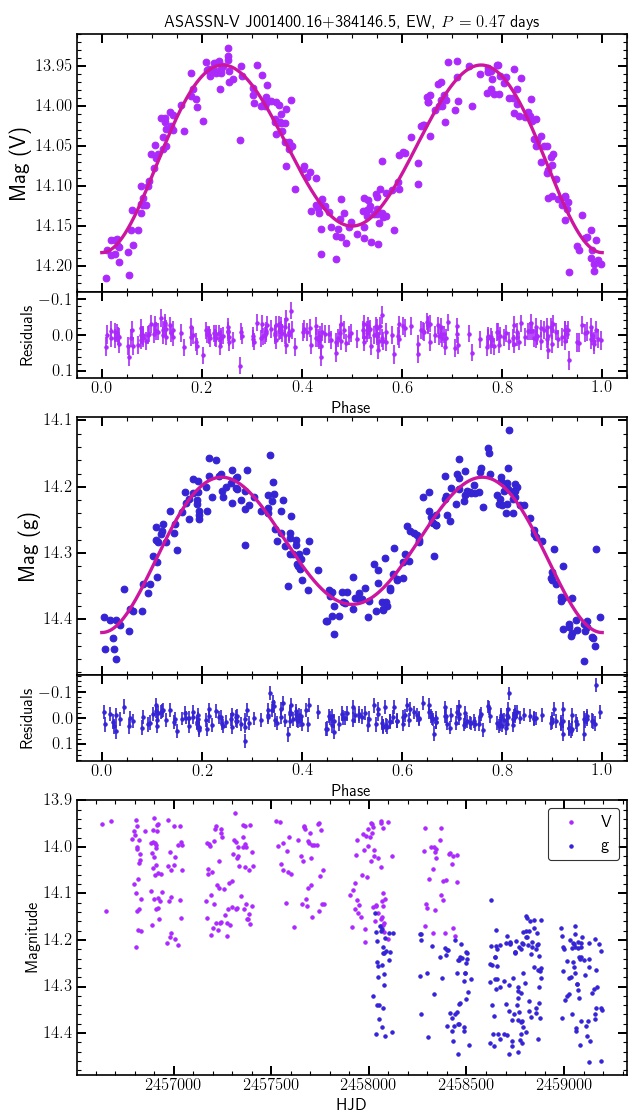 ASASSN-V J001400.16+384146.5, EW, P = 0.47 days
13.95
14.00
14.05
14.10
14.15
14.20
Mag (V)
−0.1
0.0
0.1
Residuals
0.0 0.2 0.4 0.6 0.8 1.0
Phase
14.1
14.2
14.3
14.4
Mag (g)
−0.1
0.0
0.1
Residuals
0.0 0.2 0.4 0.6 0.8 1.0
Phase
13.9
14.0
14.1
14.2
14.3
14.4
Magnitude
V
g
2457000 2457500 2458000 2458500 2459000
HJD